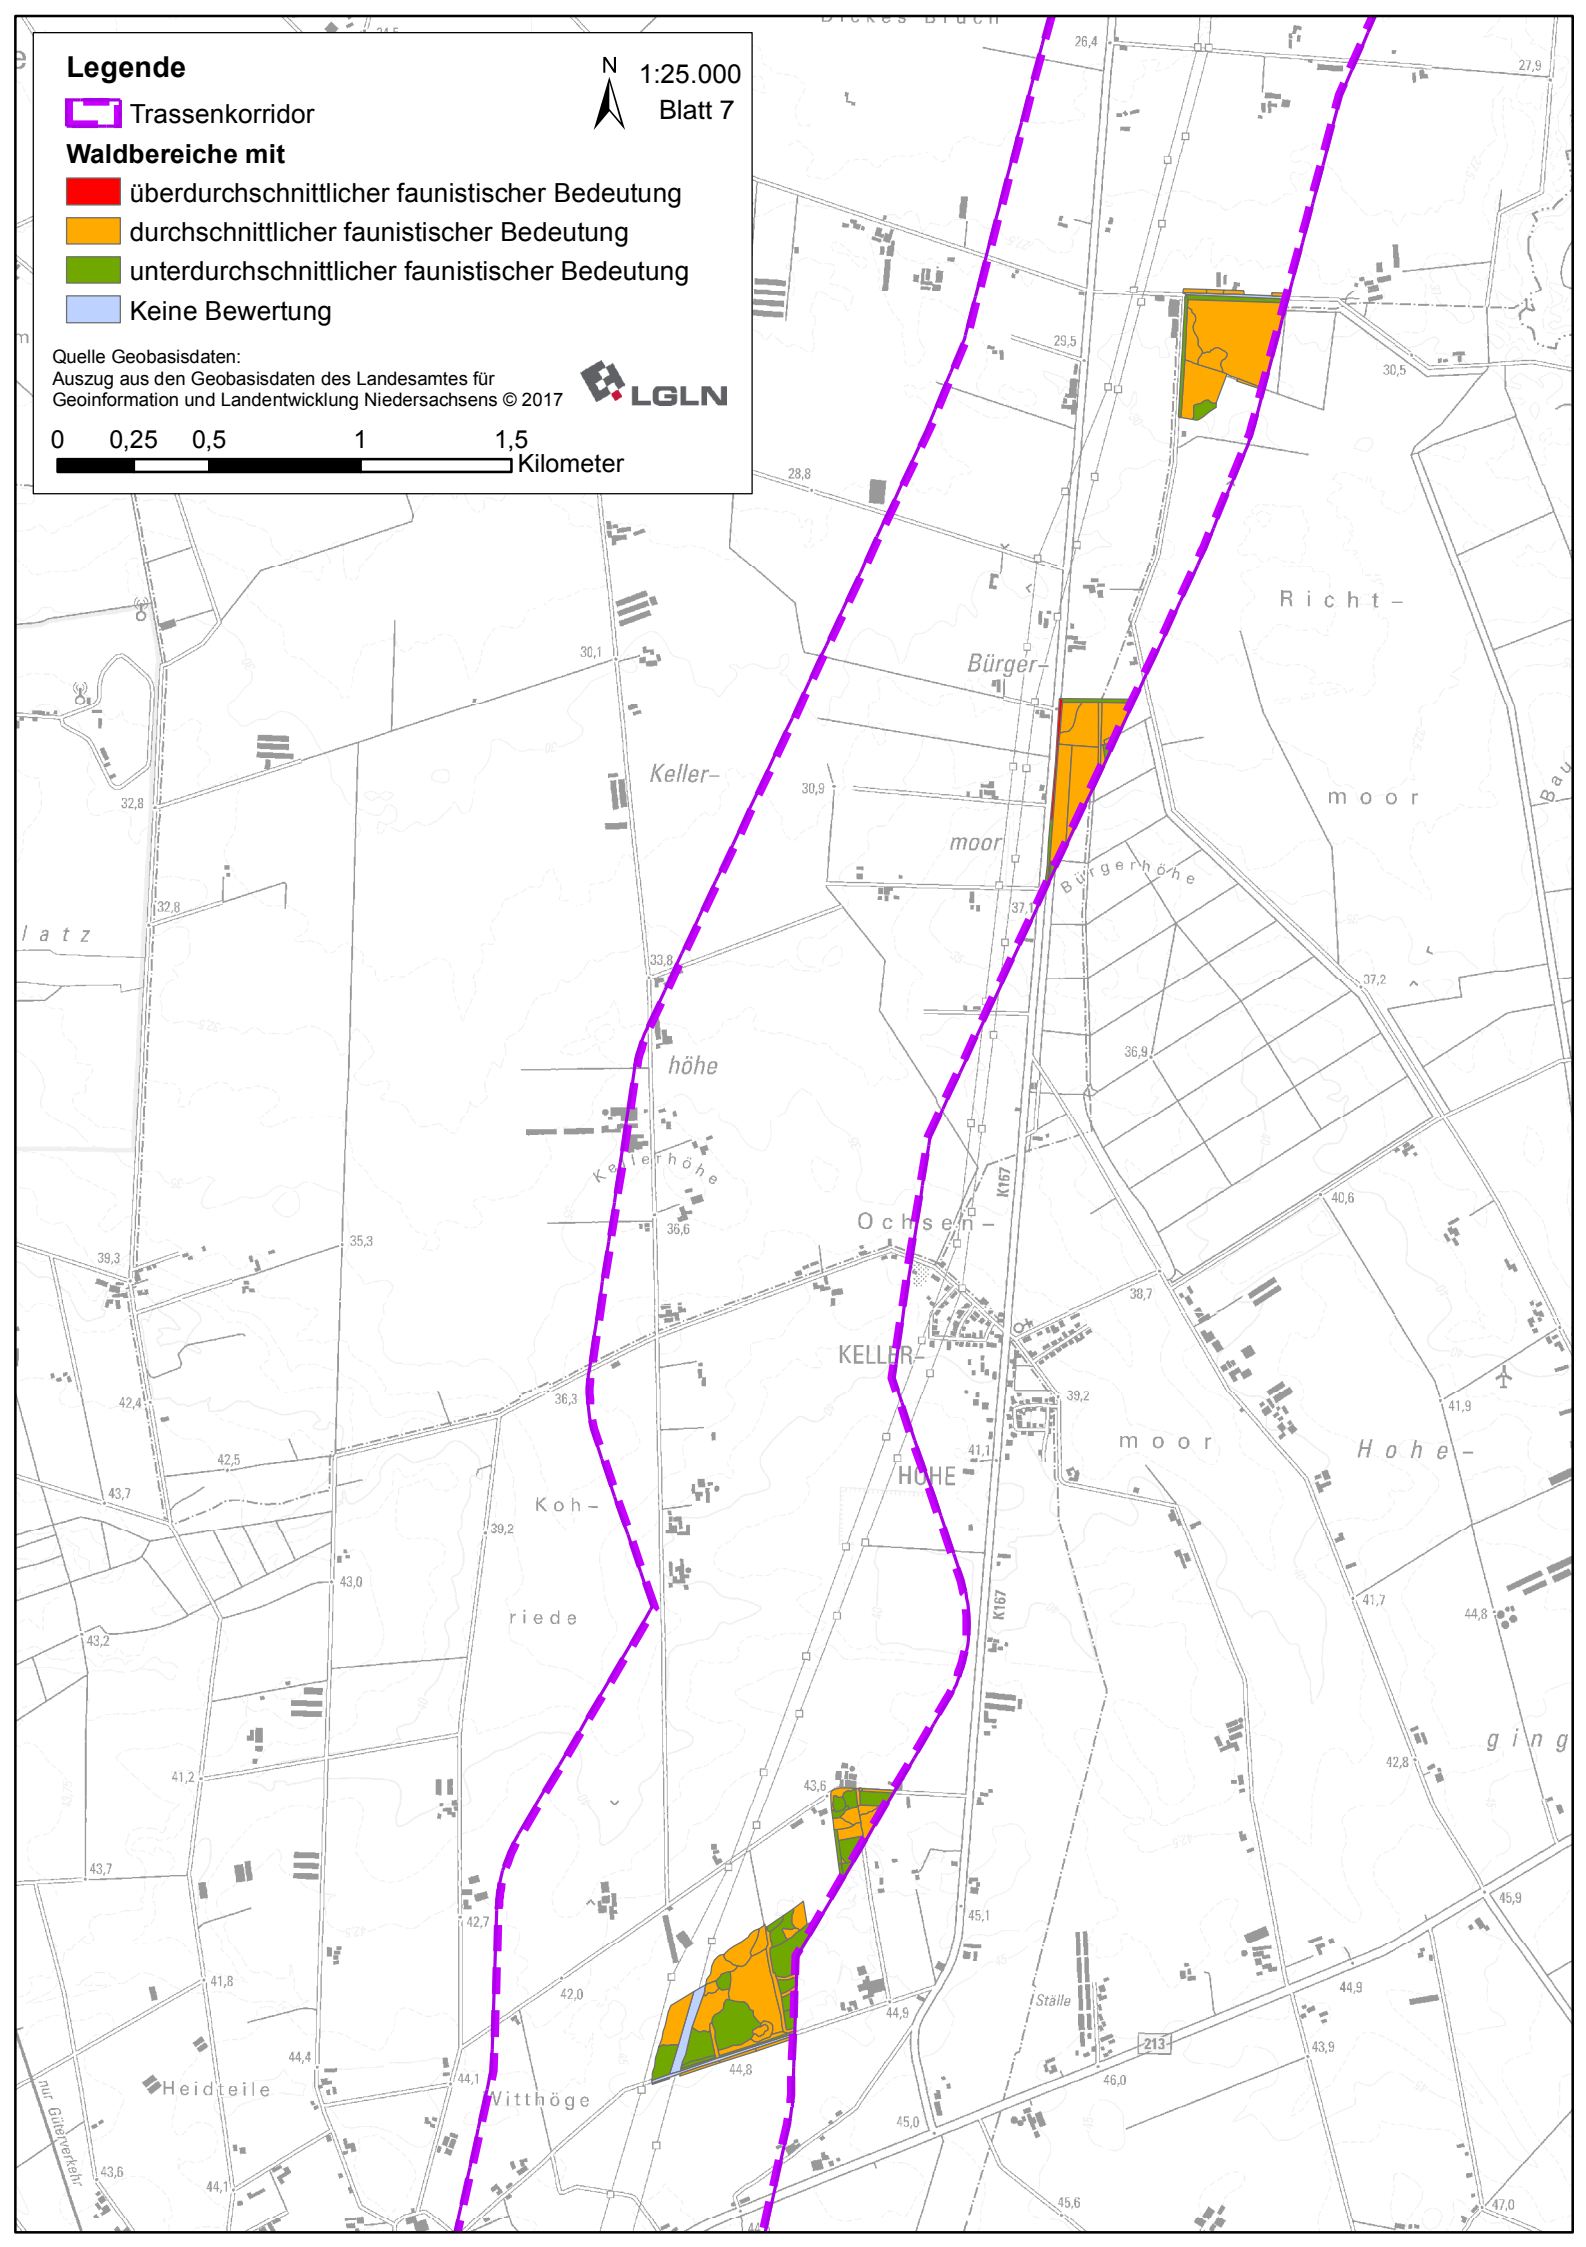 Legende
N
1:25.000
Blatt 7
Trassenkorridor
Waldbereiche mit
überdurchschnittlicher faunistischer Bedeutung
durchschnittlicher faunistischer Bedeutung
unterdurchschnittlicher faunistischer Bedeutung
Keine Bewertung
Quelle Geobasisdaten:
Auszug aus den Geobasisdaten des Landesamtes für
Geoinformation und Landentwicklung Niedersachsens © 2017
LGLN
0 0,25 0,5 1 1,5
Kilometer
26,4
27,9
29,5
30,5
28,8
Richt-
30,1
Bürger-
Keller-
30,9
32,8
moor
moor
Bürgerhöhe
32,8
37,1
latz
33,8
37,2
36,9
höhe
Kellerhöhe
K167
40,6
Ochsen-
36,6
35,3
39,3
38,7
KELLER-
36,3
39,2
42,4
41,9
moor
Hohe-
41,1
42,5
HÖHE
43,7
Koh-
39,2
43,0
K167
41,7
44,8
riede
43,2
ging
42,8
41,2
43,6
43,7
45,9
42,7
45,1
41,8
42,0
44,9
44,9
Ställe
213
43,9
44,4
44,8
46,0
44,1
Heidteile
Witthöge
nur Güterverkehr
45,0
43,6
44,1
45,6
47,0